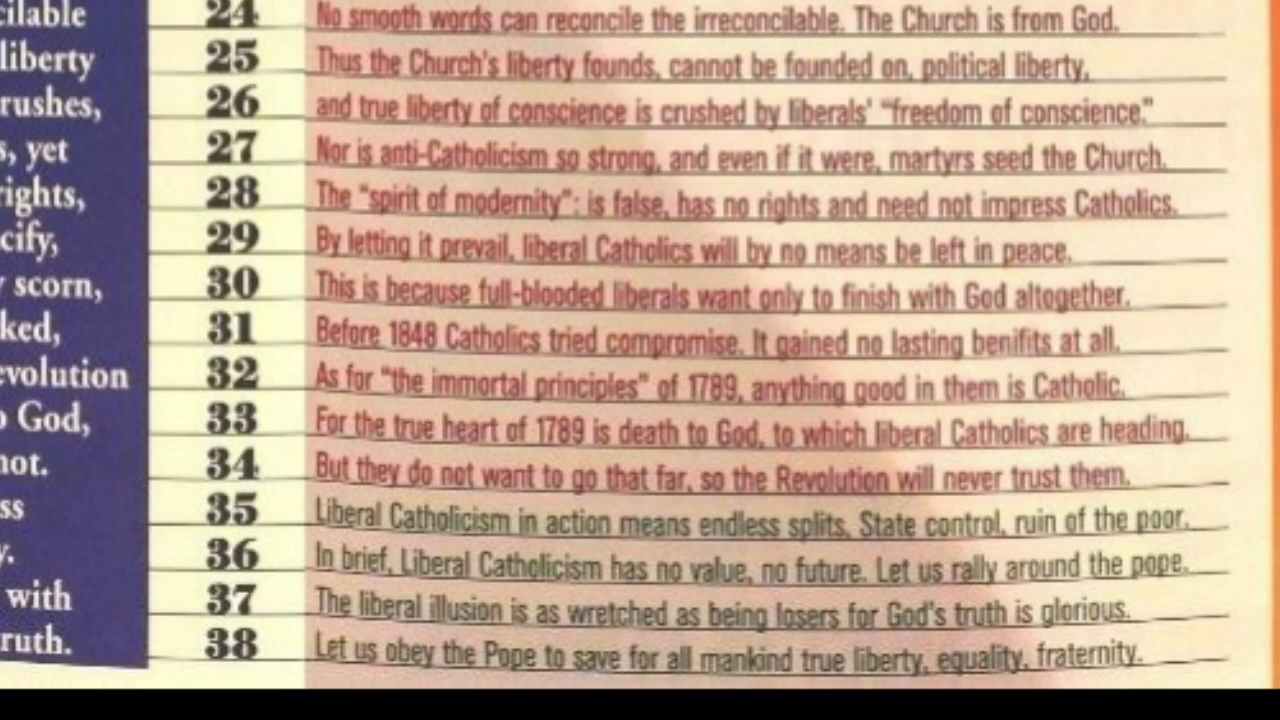 cilable 24 No smooth words can reconcile the irreconcilable. The Church is from God.
liberty 25 Thus the Church's liberty founds, cannot be founded on, political liberty,
rushes, 26 and true liberty of conscience is crushed by liberals' "freedom of conscience."
s, yet 27 Nor is anti-Catholicism so strong, and even if it were, martyrs seed the Church.
rights, 28 The "spirit of modernity": is false, has no rights and need not impress Catholics.
cify, 29 By letting it prevail, liberal Catholics will by no means be left in peace.
scorn, 30 This is because full-blooded liberals want only to finish with God altogether.
ked, 31 Before 1848 Catholics tried compromise. It gained no lasting benifits at all.
evolution 32 As for "the immortal principles" of 1789, anything good in them is Catholic.
o God, 33 For the true heart of 1789 is death to God, to which liberal Catholics are heading.
not. 34 But they do not want to go that far, so the Revolution will never trust them.
ss 35 Liberal Catholicism in action means endless splits, State control, ruin of the poor.
y. 36 In brief, Liberal Catholicism has no value, no future. Let us rally around the pope.
with 37 The liberal illusion is as wretched as being losers for God's truth is glorious.
ruth. 38 Let us obey the Pope to save for all mankind true liberty, equality, fraternity.